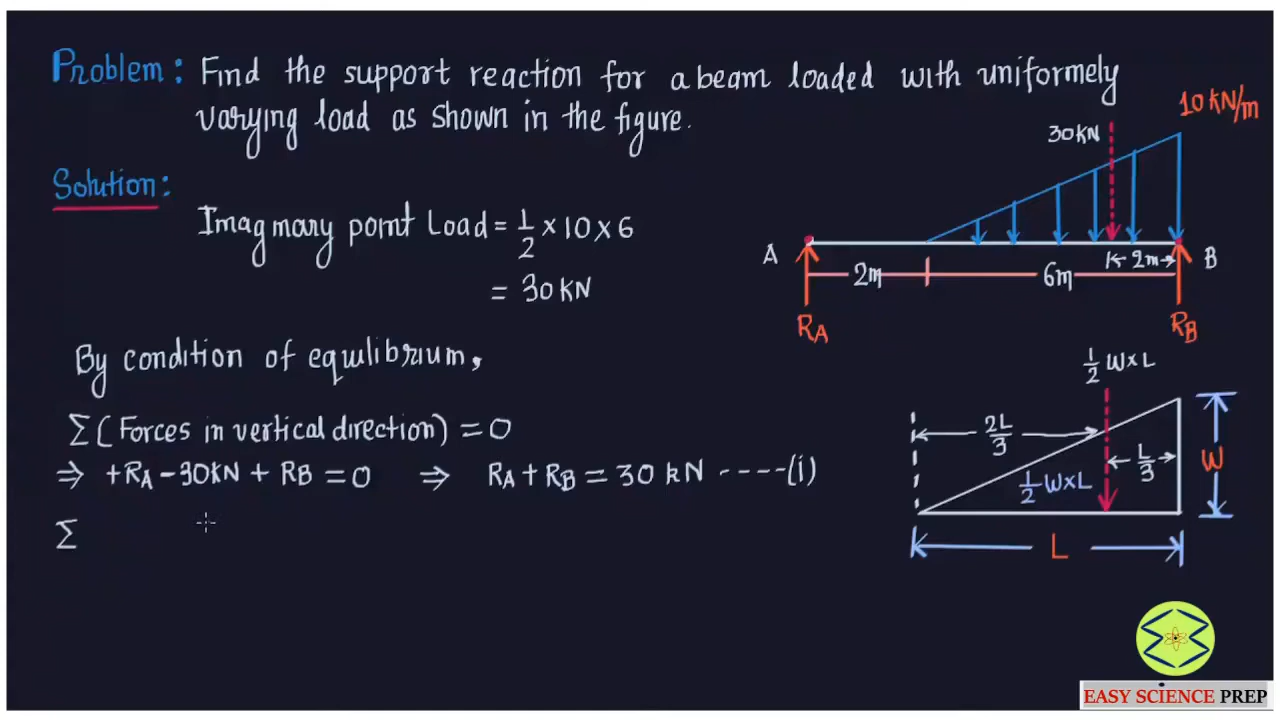 Problem: Find the support reaction for a beam loaded with uniformely
varying load as shown in the figure.
10 KN/m
30 KN
Solution:
Imaginary point Load = 1/2 × 10 × 6
= 30 KN
A
2m
6m
2m
B
RA
RB
By condition of equilibrium,
Σ (Forces in vertical direction) = 0
⇒ +RA − 30KN + RB = 0 ⇒ RA + RB = 30 KN ----(i)
Σ
1/2 W×L
2L/3
L/3
W
1/2 W×L
L
EASY SCIENCE PREP